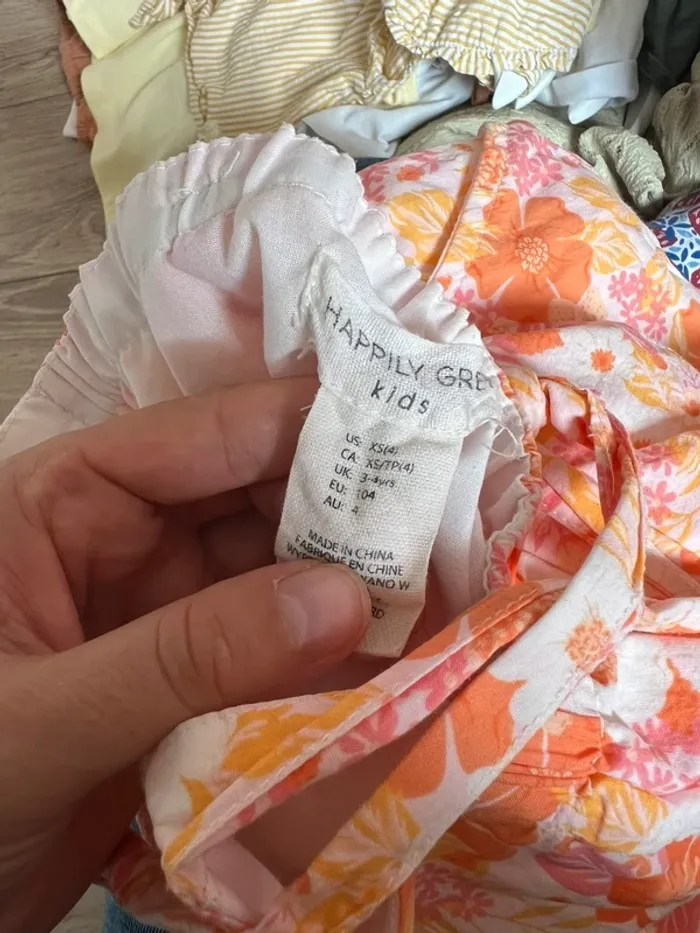 HAPPILY GRE
kids
US: XS(4)
CA: XS/TP(4)
UK: 3-4yrs
EU: 104
AU: 4
MADE IN CHINA
FABRIQUÉ EN CHINE